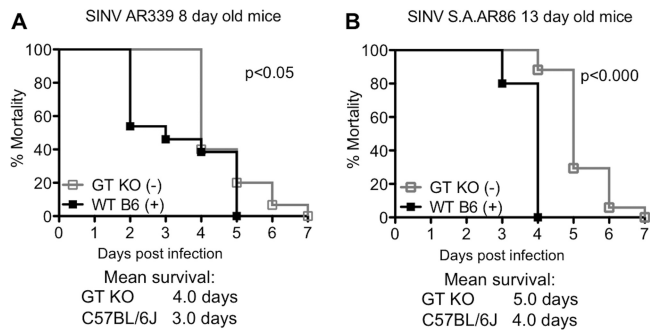 A
SINV AR339 8 day old mice
% Mortality
100
80
60
40
20
0
p<0.05
GT KO (-)
WT B6 (+)
0 1 2 3 4 5 6 7
Days post infection
Mean survival:
GT KO 4.0 days
C57BL/6J 3.0 days
B
SINV S.A.AR86 13 day old mice
% Mortality
100
80
60
40
20
0
p<0.000
GT KO (-)
WT B6 (+)
0 1 2 3 4 5 6 7
Days post infection
Mean survival:
GT KO 5.0 days
C57BL/6J 4.0 days